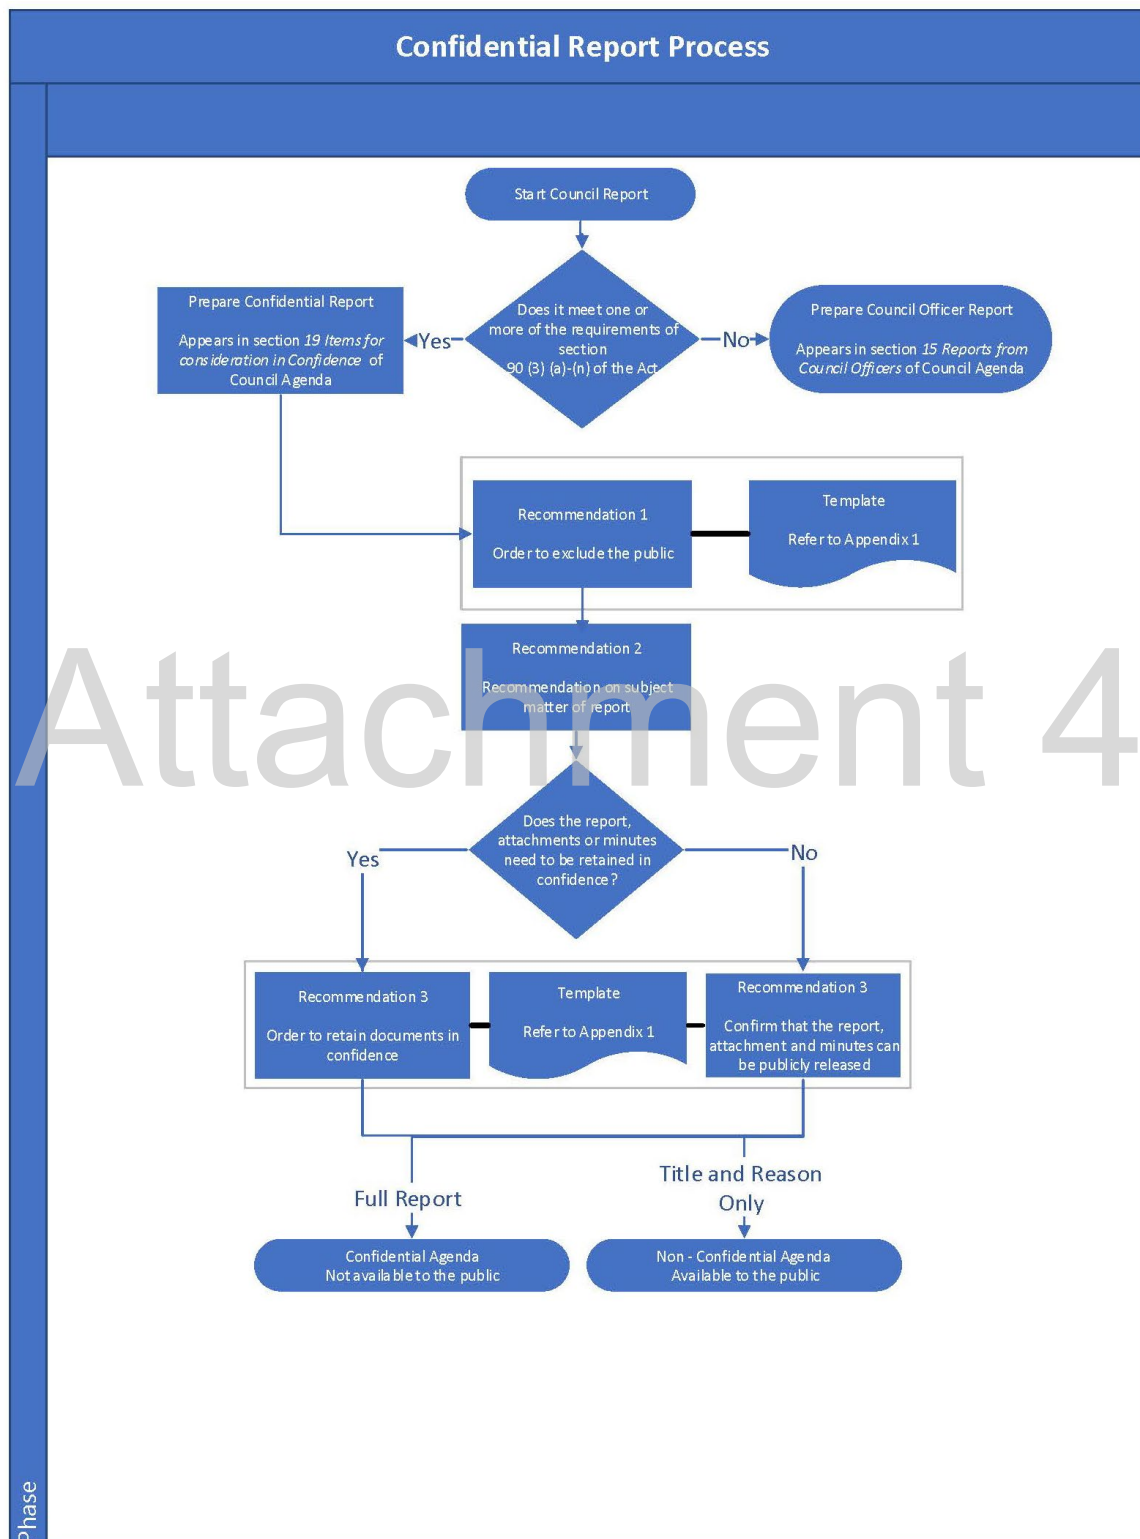 Confidential Report Process
Start Council Report
Does it meet one or
more of the requirements of
section
90 (3) (a)-(n) of the Act
Yes
No
Prepare Confidential Report
Appears in section 19 Items for
consideration in Confidence of
Council Agenda
Prepare Council Officer Report
Appears in section 15 Reports from
Council Officers of Council Agenda
Recommendation 1
Order to exclude the public
Template
Refer to Appendix 1
Recommendation 2
Recommendation on subject
matter of report
Attachment 4
Does the report,
attachments or minutes
need to be retained in
confidence?
Yes
No
Recommendation 3
Order to retain documents in
confidence
Template
Refer to Appendix 1
Recommendation 3
Confirm that the report,
attachment and minutes can
be publicly released
Full Report
Title and Reason
Only
Confidential Agenda
Not available to the public
Non - Confidential Agenda
Available to the public
Phase